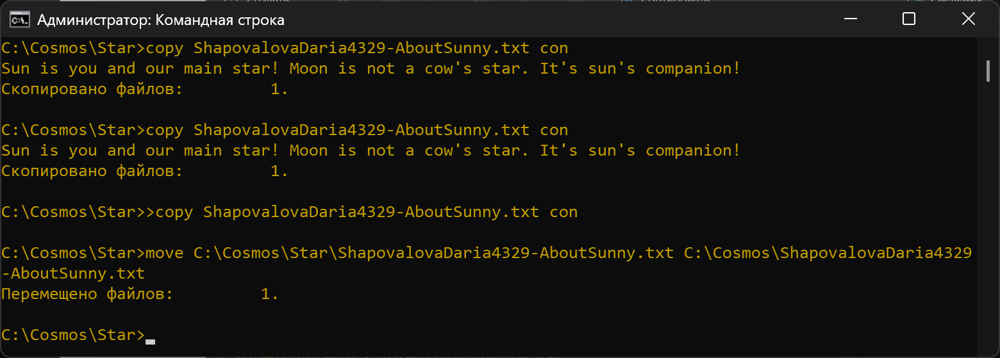 Администратор: Командная строка
C:\Cosmos\Star>copy ShapovalovaDaria4329-AboutSunny.txt con
Sun is you and our main star! Moon is not a cow's star. It's sun's companion!
Скопировано файлов:         1.
C:\Cosmos\Star>copy ShapovalovaDaria4329-AboutSunny.txt con
Sun is you and our main star! Moon is not a cow's star. It's sun's companion!
Скопировано файлов:         1.
C:\Cosmos\Star>>copy ShapovalovaDaria4329-AboutSunny.txt con
C:\Cosmos\Star>move C:\Cosmos\Star\ShapovalovaDaria4329-AboutSunny.txt C:\Cosmos\ShapovalovaDaria4329
-AboutSunny.txt
Перемещено файлов:         1.
C:\Cosmos\Star>